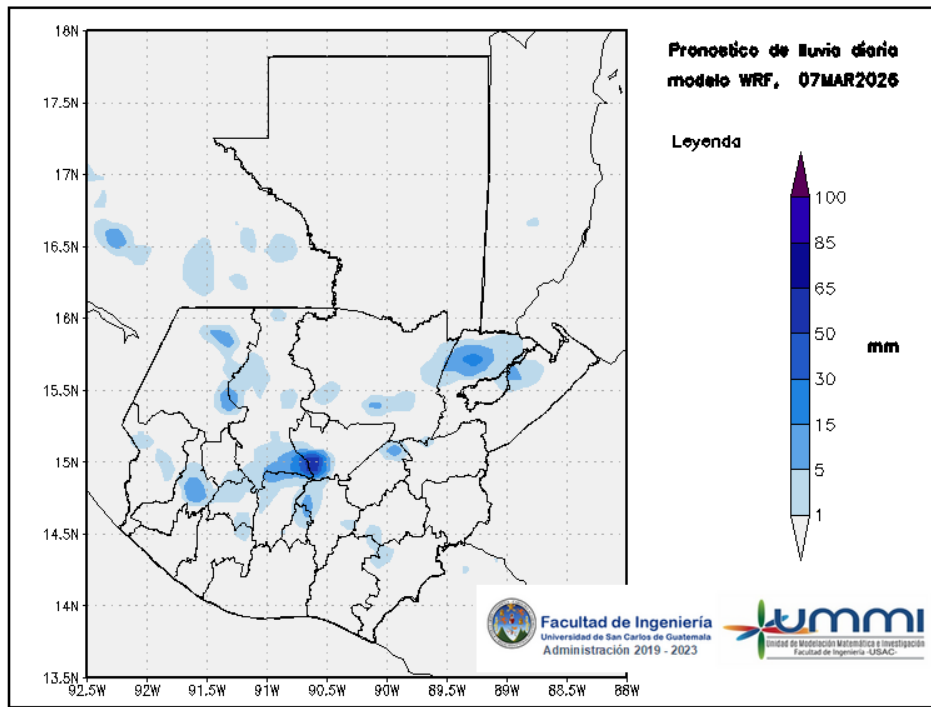 Pronostico de lluvia diaria
modelo WRF, 07MAR2026
Leyenda
100
85
65
50
30
15
5
1
mm
18N
17.5N
17N
16.5N
16N
15.5N
15N
14.5N
14N
13.5N
92.5W 92W 91.5W 91W 90.5W 90W 89.5W 89W 88.5W 88W
Facultad de Ingeniería
Universidad de San Carlos de Guatemala
Administración 2019 - 2023
UMMI
Unidad de Modelación Matemática e Investigación
Facultad de Ingeniería -USAC-